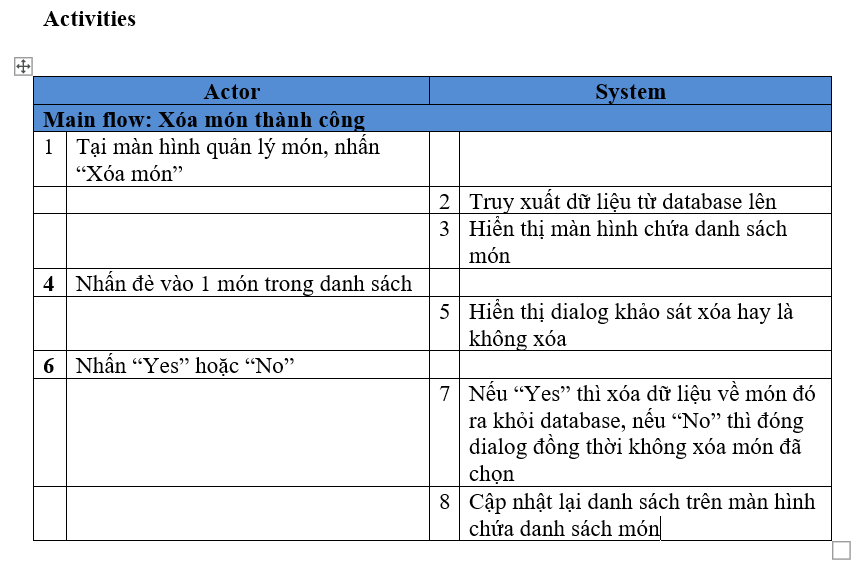 Activities
Actor System
Main flow: Xóa món thành công
1 Tại màn hình quản lý món, nhấn
“Xóa món”
2 Truy xuất dữ liệu từ database lên
3 Hiển thị màn hình chứa danh sách
món
4 Nhấn đè vào 1 món trong danh sách
5 Hiển thị dialog khảo sát xóa hay là
không xóa
6 Nhấn “Yes” hoặc “No”
7 Nếu “Yes” thì xóa dữ liệu về món đó
ra khỏi database, nếu “No” thì đóng
dialog đồng thời không xóa món đã
chọn
8 Cập nhật lại danh sách trên màn hình
chứa danh sách món